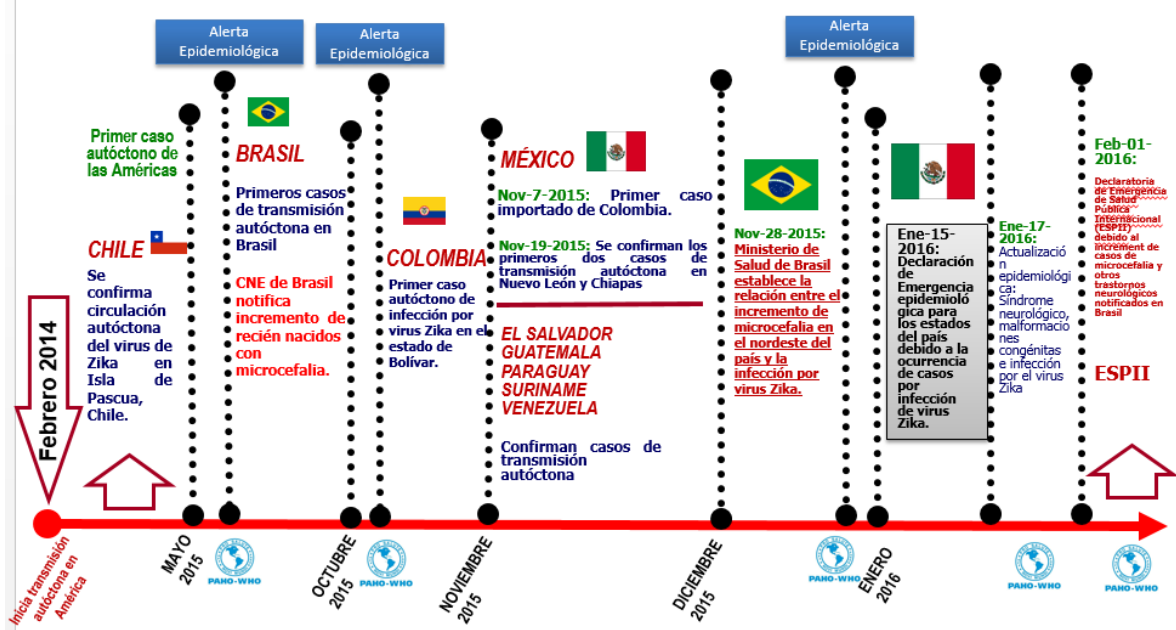 Alerta
Epidemiológica
Alerta
Epidemiológica
Alerta
Epidemiológica
Febrero 2014
Inicia transmisión
autóctona en
América
Primer caso
autóctono de
las Américas
CHILE
Se
confirma
circulación
autóctona
del virus de
Zika en
Isla de
Pascua,
Chile.
MAYO
2015
BRASIL
Primeros casos
de transmisión
autóctona en
Brasil
CNE de Brasil
notifica
incremento de
recién nacidos
con
microcefalia.
PAHO-WHO
OCTUBRE
2015
COLOMBIA
Primer caso
autóctono de
infección por
virus Zika en el
estado de
Bolívar.
PAHO-WHO
NOVIEMBRE
2015
MÉXICO
Nov-7-2015: Primer caso
importado de Colombia.
Nov-19-2015: Se confirman los
primeros dos casos de
transmisión autóctona en
Nuevo León y Chiapas
EL SALVADOR
GUATEMALA
PARAGUAY
SURINAME
VENEZUELA
Confirman casos de
transmisión
autóctona
DICIEMBRE
2015
Nov-28-2015:
Ministerio de
Salud de Brasil
establece la
relación entre el
incremento de
microcefalia en
el nordeste del
país y la
infección por
virus Zika.
PAHO-WHO
ENERO
2016
Ene-15-
2016:
Declaración
de
Emergencia
epidemioló
gica para
los estados
del país
debido a la
ocurrencia
de casos
por
infección
de virus
Zika.
Ene-17-
2016:
Actualizació
n
epidemiológi
ca:
Síndrome
neurológico,
malformacio
nes
congénitas
e infección
por el virus
Zika
PAHO-WHO
Feb-01-
2016:
Declaratoria
de Emergencia
de Salud
Pública
Internacional
(ESPII)
debido al
increment de
casos de
microcefalia y
otros
trastornos
neurológicos
notificados en
Brasil
ESPII
PAHO-WHO